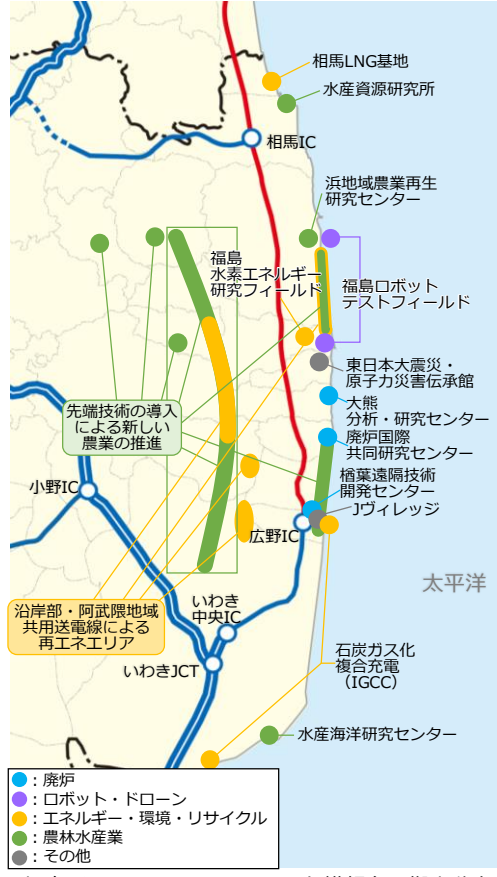 相馬LNG基地
水産資源研究所
相馬IC
浜地域農業再生
研究センター
福島
水素エネルギー
研究フィールド
福島ロボット
テストフィールド
東日本大震災・
原子力災害伝承館
先端技術の導入
による新しい
農業の推進
大熊
分析・研究センター
廃炉国際
共同研究センター
楢葉遠隔技術
開発センター
Jヴィレッジ
小野IC
広野IC
太平洋
沿岸部・阿武隈地域
共用送電線による
再エネエリア
いわき
中央IC
いわきJCT
石炭ガス化
複合充電
（IGCC）
水産海洋研究センター
：廃炉
：ロボット・ドローン
：エネルギー・環境・リサイクル
：農林水産業
：その他